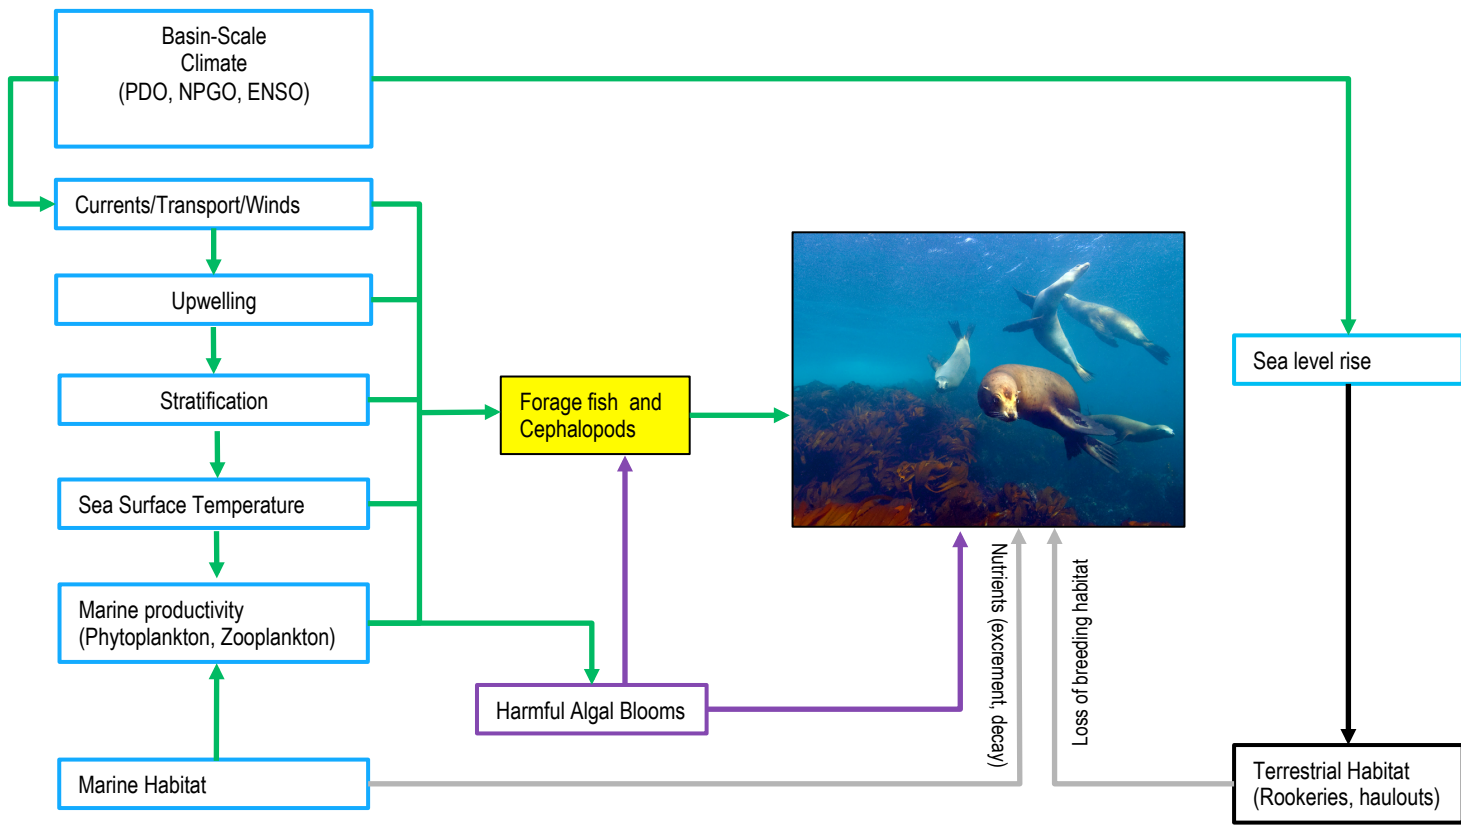 Basin-Scale
Climate
(PDO, NPGO, ENSO)
Currents/Transport/Winds
Upwelling
Stratification
Sea Surface Temperature
Marine productivity
(Phytoplankton, Zooplankton)
Marine Habitat
Forage fish and
Cephalopods
Harmful Algal Blooms
Nutrients (excrement, decay)
Loss of breeding habitat
Sea level rise
Terrestrial Habitat
(Rookeries, haulouts)